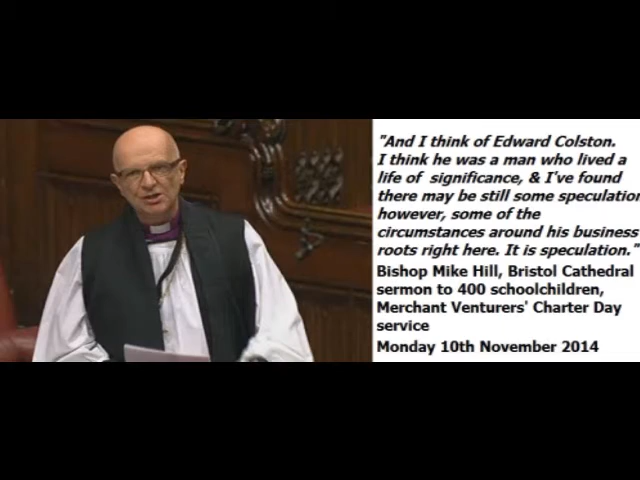 "And I think of Edward Colston.
I think he was a man who lived a
life of significance, & I've found
there may be still some speculation
however, some of the
circumstances around his business
roots right here. It is speculation."
Bishop Mike Hill, Bristol Cathedral
sermon to 400 schoolchildren,
Merchant Venturers' Charter Day
service
Monday 10th November 2014